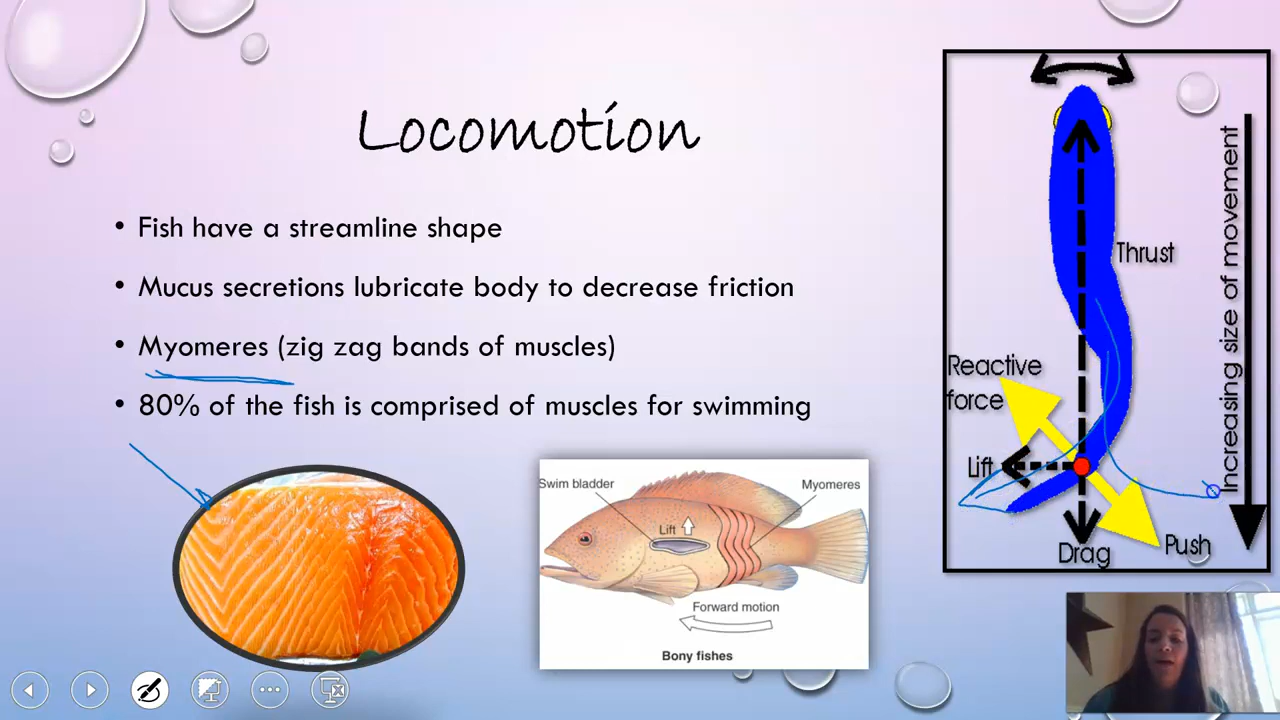 Locomotion
• Fish have a streamline shape
• Mucus secretions lubricate body to decrease friction
• Myomeres (zig zag bands of muscles)
• 80% of the fish is comprised of muscles for swimming
Swim bladder
Myomeres
Lift
Forward motion
Bony fishes
Thrust
Reactive
force
Lift
Drag
Push
Increasing size of movement